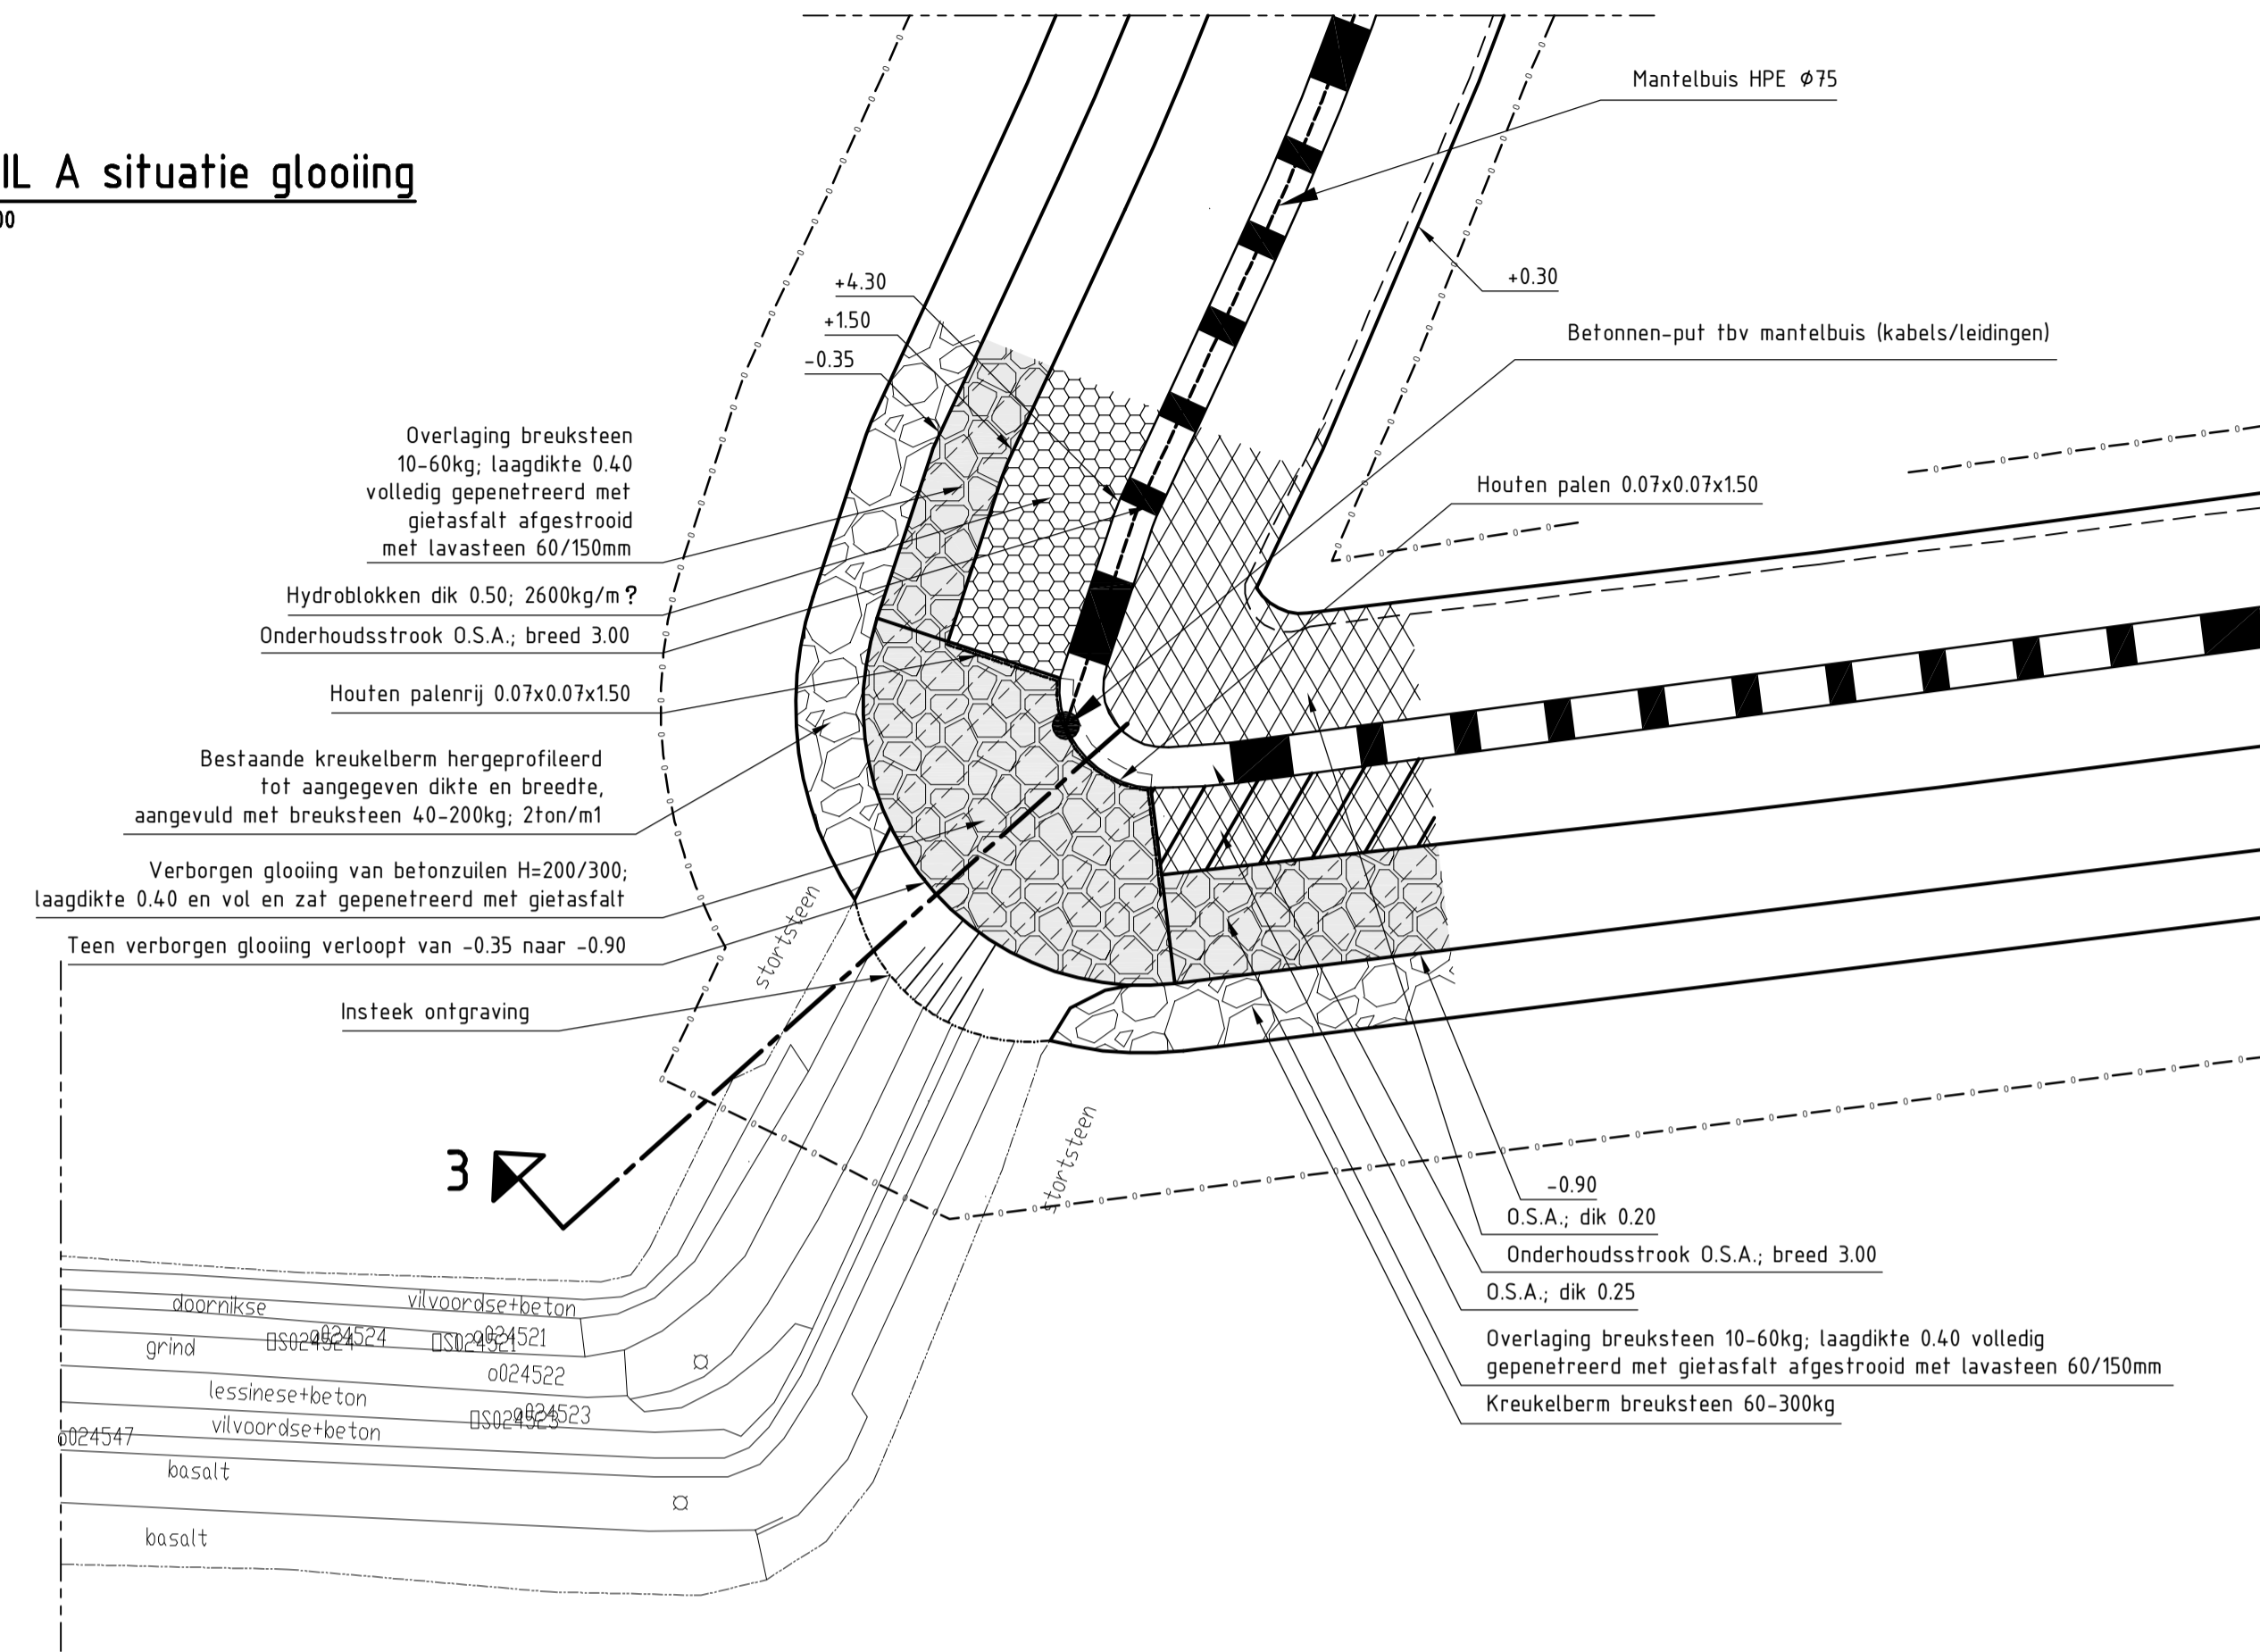 IL A situatie glooiing
00
Mantelbuis HPE Ø75
+4.30
+1.50
-0.35
+0.30
Betonnen-put tbv mantelbuis (kabels/leidingen)
Houten palen 0.07x0.07x1.50
Overlaging breuksteen
10-60kg; laagdikte 0.40
volledig gepenetreerd met
gietasfalt afgestrooid
met lavasteen 60/150mm
Hydroblokken dik 0.50; 2600kg/m?
Onderhoudsstrook O.S.A.; breed 3.00
Houten palenrij 0.07x0.07x1.50
Bestaande kreukelberm hergeprofileerd
tot aangegeven dikte en breedte,
aangevuld met breuksteen 40-200kg; 2ton/m1
Verborgen glooiing van betonzuilen H=200/300;
laagdikte 0.40 en vol en zat gepenetreerd met gietasfalt
Teen verborgen glooiing verloopt van -0.35 naar -0.90
Insteek ontgraving
stortsteen
stortsteen
3
-0.90
O.S.A.; dik 0.20
Onderhoudsstrook O.S.A.; breed 3.00
O.S.A.; dik 0.25
Overlaging breuksteen 10-60kg; laagdikte 0.40 volledig
gepenetreerd met gietasfalt afgestrooid met lavasteen 60/150mm
Kreukelberm breuksteen 60-300kg
doornikse
vilvoordse+beton
grind
□S024524
o024524
□S024521
o024521
o024522
lessinese+beton
□S024523
o024523
vilvoordse+beton
o024547
basalt
basalt